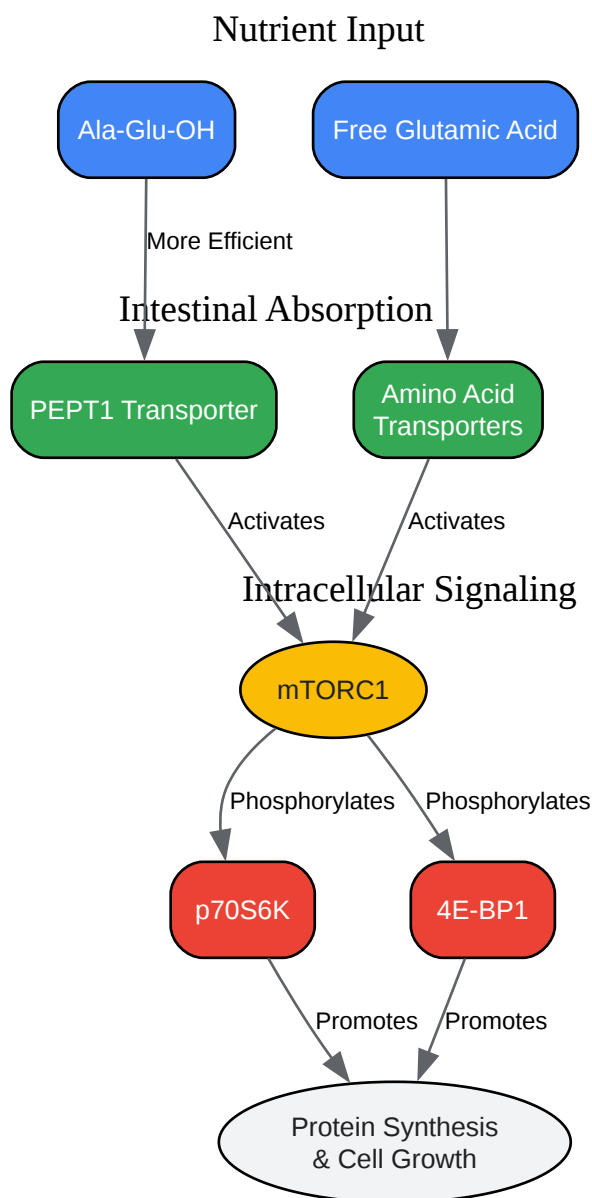 Nutrient Input
Ala-Glu-OH
Free Glutamic Acid
More Efficient
Intestinal Absorption
PEPT1 Transporter
Amino Acid
Transporters
Activates
Activates
Intracellular Signaling
mTORC1
Phosphorylates
Phosphorylates
p70S6K
4E-BP1
Promotes
Promotes
Protein Synthesis
& Cell Growth